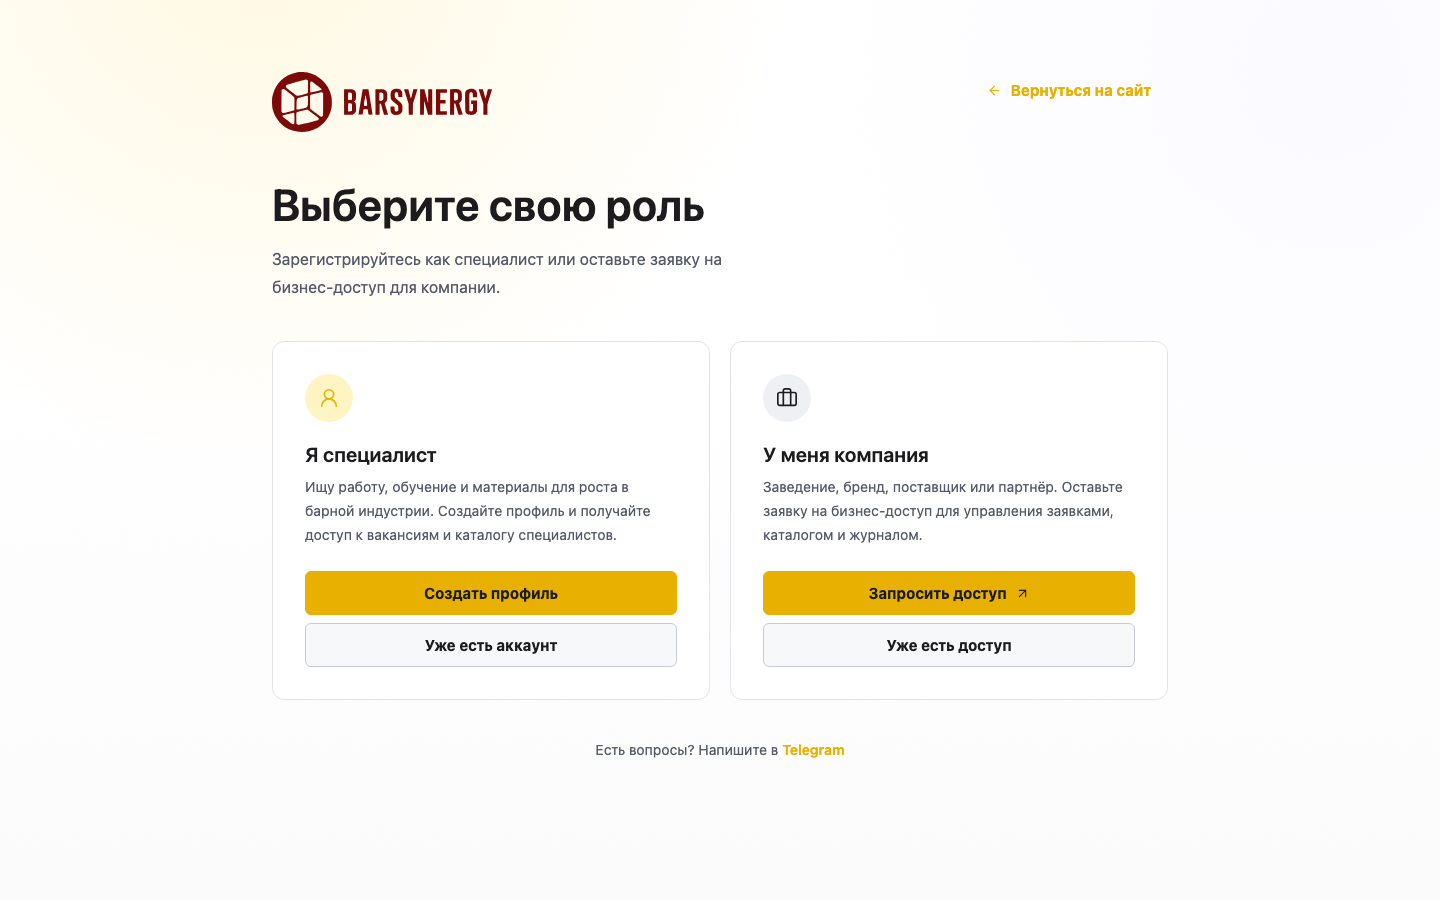 BARSYNERGY
← Вернуться на сайт
Выберите свою роль
Зарегистрируйтесь как специалист или оставьте заявку на
бизнес-доступ для компании.
Я специалист
Ищу работу, обучение и материалы для роста в
барной индустрии. Создайте профиль и получайте
доступ к вакансиям и каталогу специалистов.
Создать профиль
Уже есть аккаунт
У меня компания
Заведение, бренд, поставщик или партнёр. Оставьте
заявку на бизнес-доступ для управления заявками,
каталогом и журналом.
Запросить доступ ↗
Уже есть доступ
Есть вопросы? Напишите в Telegram